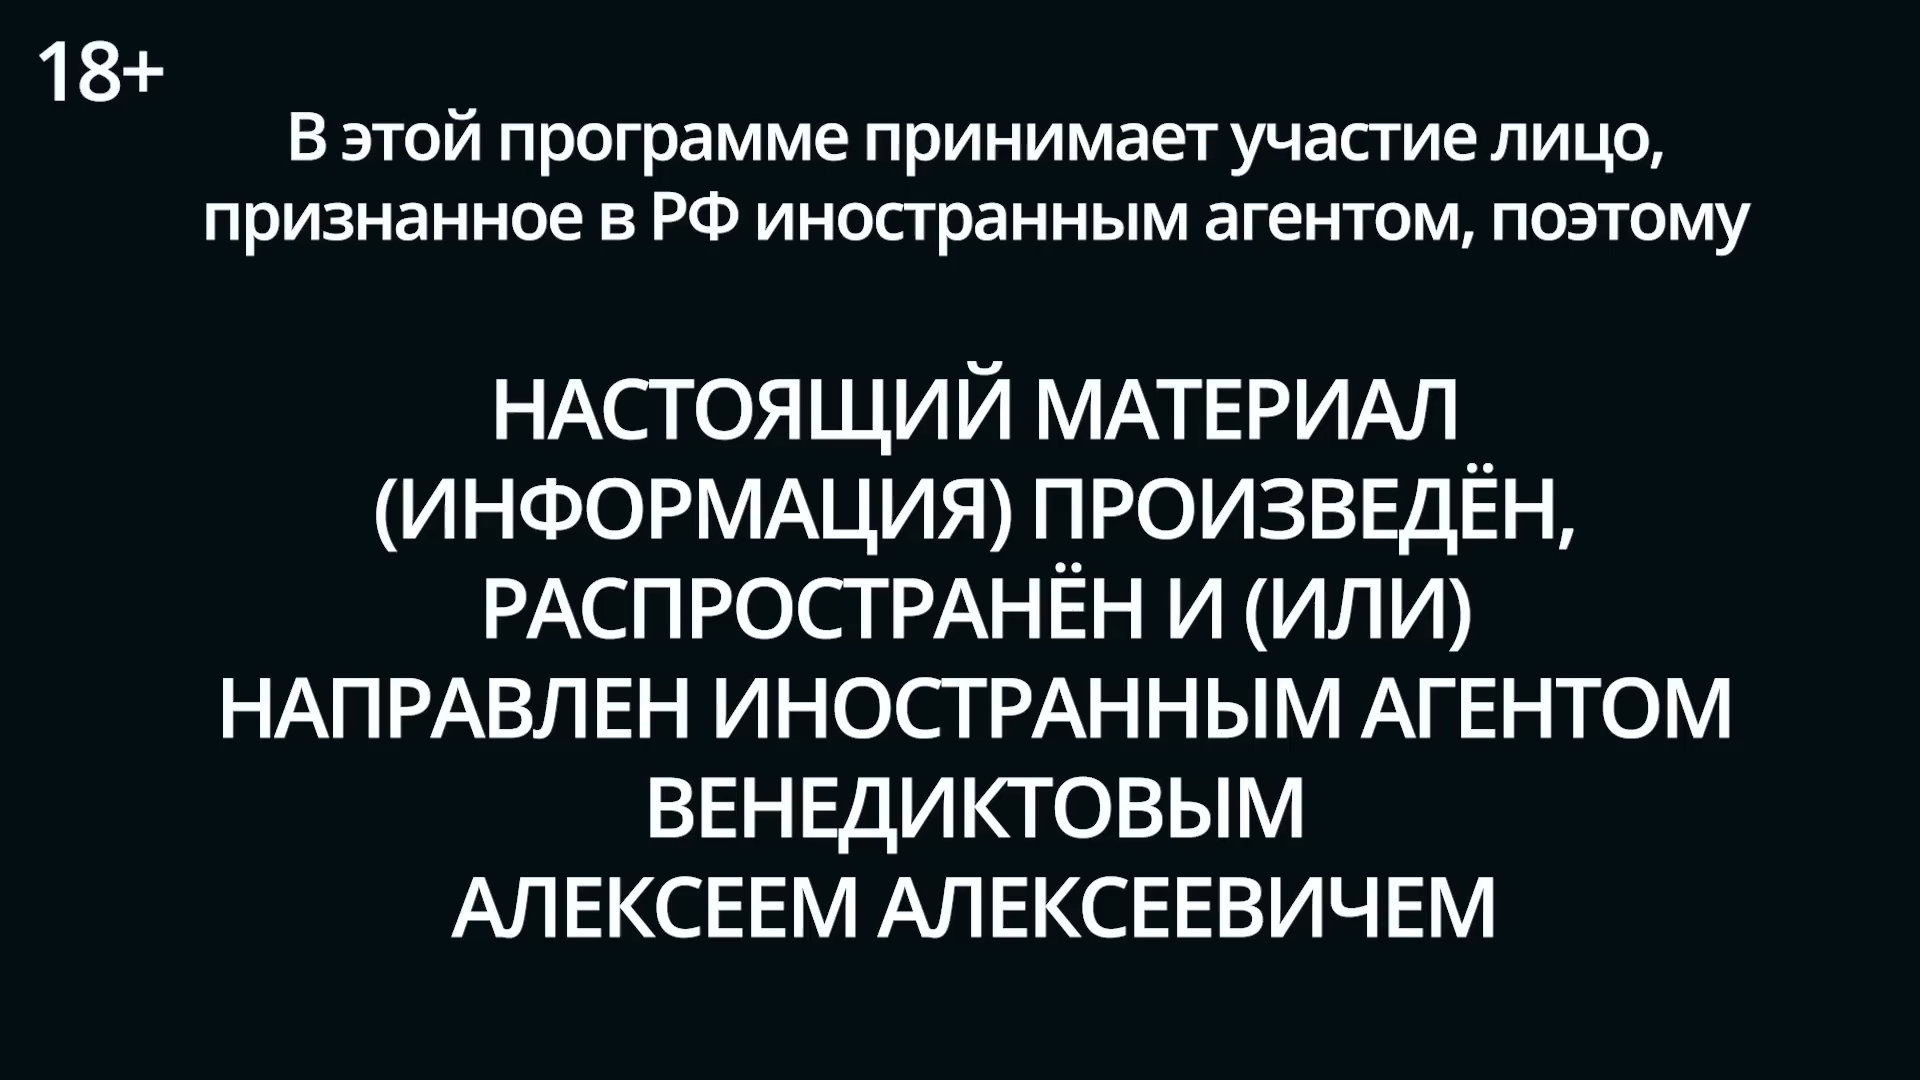 18+
В этой программе принимает участие лицо,
признанное в РФ иностранным агентом, поэтому
НАСТОЯЩИЙ МАТЕРИАЛ
(ИНФОРМАЦИЯ) ПРОИЗВЕДЁН,
РАСПРОСТРАНЁН И (ИЛИ)
НАПРАВЛЕН ИНОСТРАННЫМ АГЕНТОМ
ВЕНЕДИКТОВЫМ
АЛЕКСЕЕМ АЛЕКСЕЕВИЧЕМ